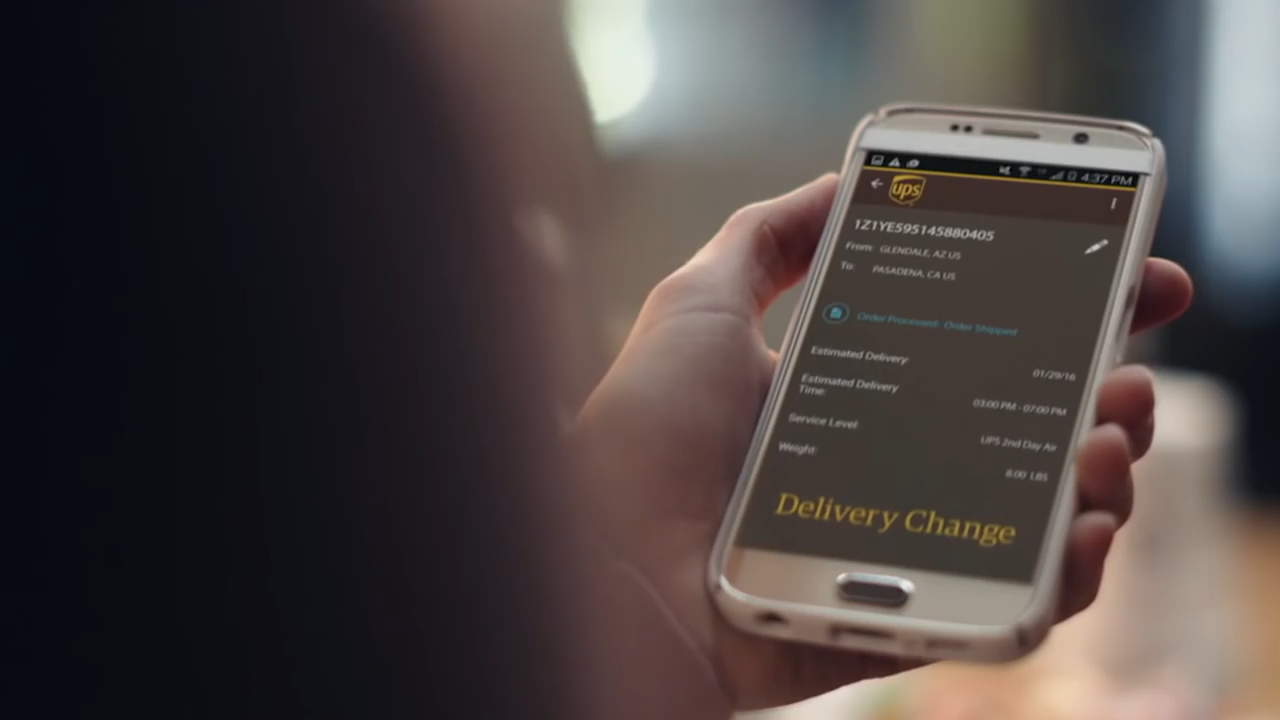 4:37 PM
ups
1Z1YE595145880405
From: GLENDALE, AZ US
To: PASADENA, CA US
Order Processed: Order Shipped
Estimated Delivery: 01/29/16
Estimated Delivery Time: 03:00 PM - 07:00 PM
Service Level UPS 2nd Day Air
Weight: 8.00 LBS
Delivery Change